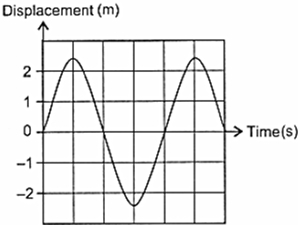 Displacement (m)
2
1
0
Time(s)
–1
–2